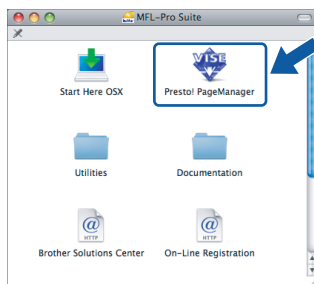 MFL-Pro Suite
Start Here OSX
VISE
Presto! PageManager
Utilities
Documentation
@
HTTP
Brother Solutions Center
@
HTTP
On-Line Registration